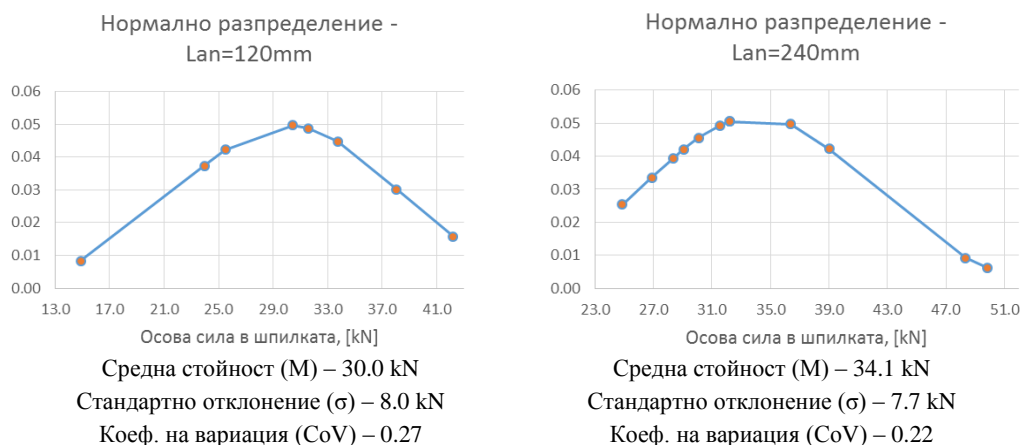 Нормално разпределение -
Lan=120mm
0.06
0.05
0.04
0.03
0.02
0.01
0.00
13.0 17.0 21.0 25.0 29.0 33.0 37.0 41.0
Осова сила в шпилката, [kN]
Средна стойност (M) – 30.0 kN
Стандартно отклонение (σ) – 8.0 kN
Коеф. на вариация (CoV) – 0.27
Нормално разпределение -
Lan=240mm
0.06
0.05
0.04
0.03
0.02
0.01
0.00
23.0 27.0 31.0 35.0 39.0 43.0 47.0 51.0
Осова сила в шпилката, [kN]
Средна стойност (M) – 34.1 kN
Стандартно отклонение (σ) – 7.7 kN
Коеф. на вариация (CoV) – 0.22